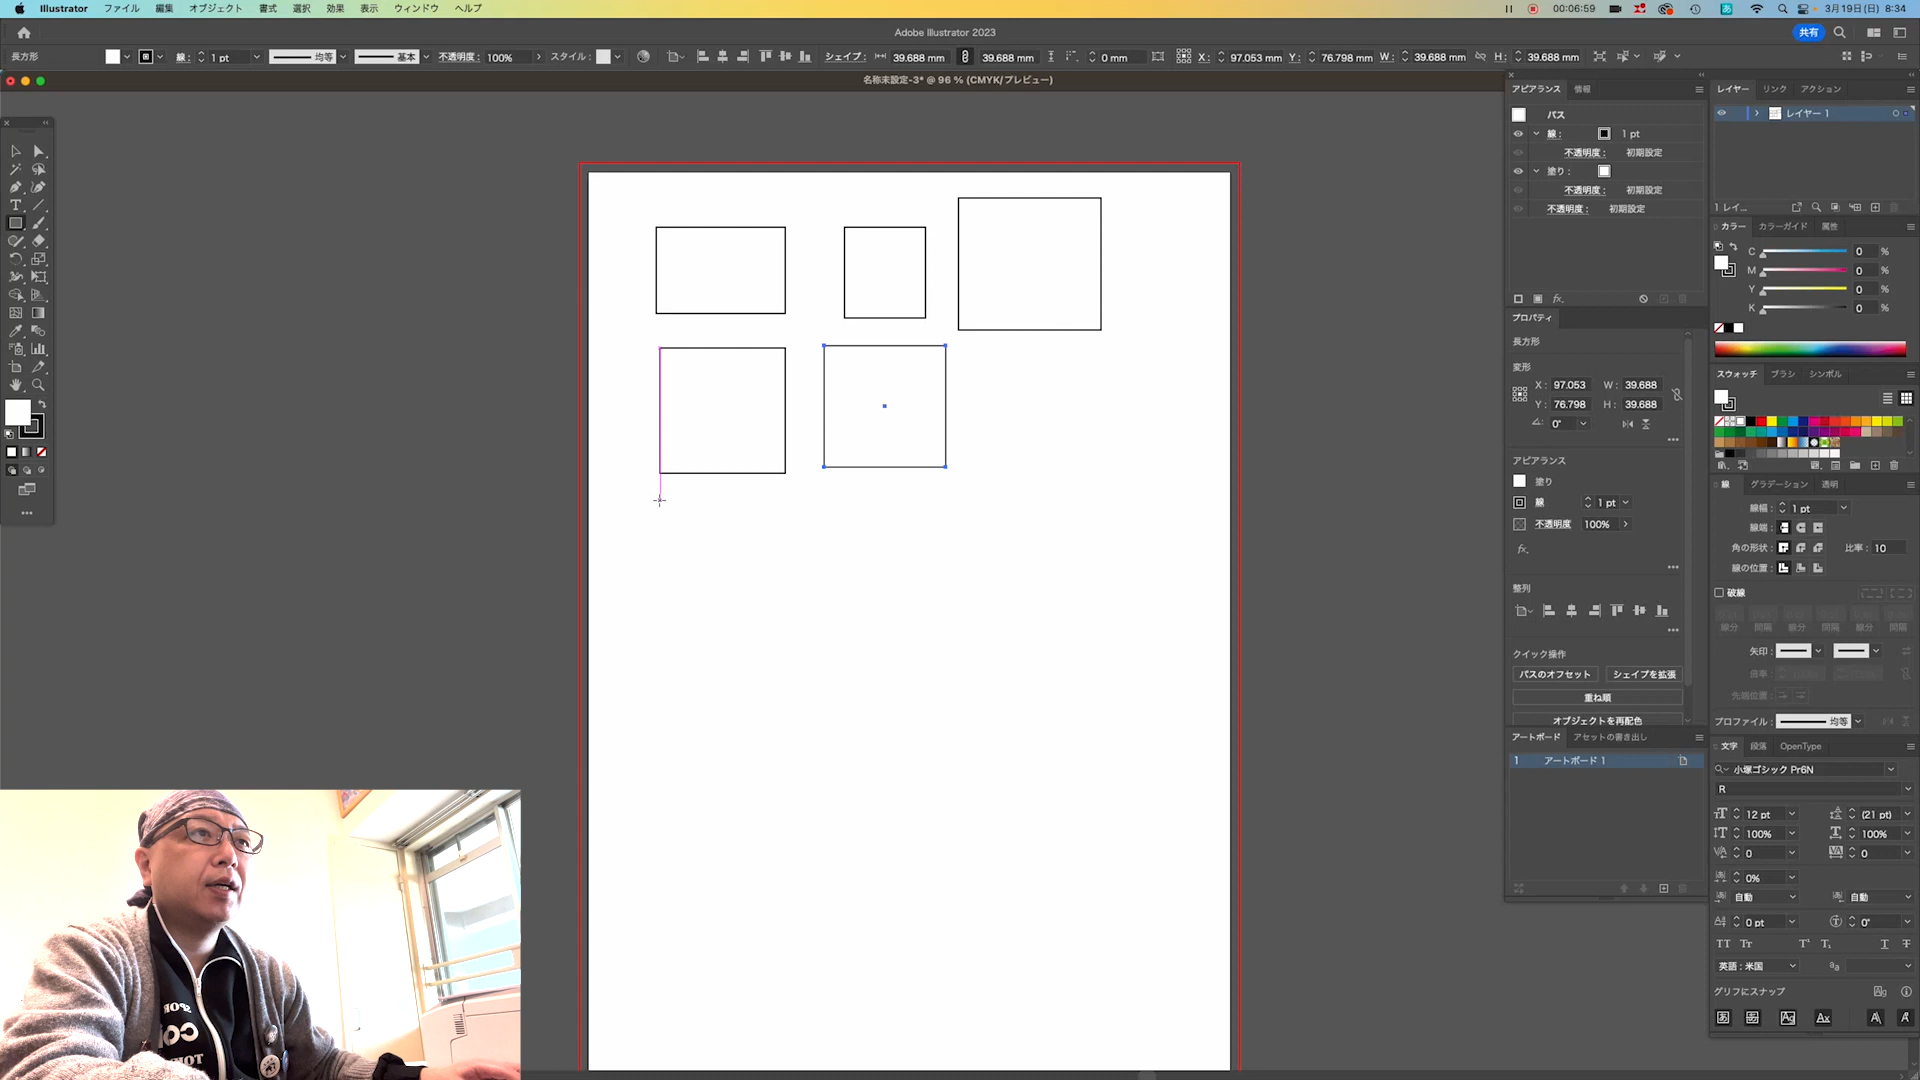 Illustrator ファイル 編集 オブジェクト 書式 選択 効果 表示 ウィンドウ ヘルプ 00:06:59 あ 3月19日(日) 8:34
Adobe Illustrator 2023 共有
長方形 線: 1 pt 均等 基本 不透明度: 100% スタイル: シェイプ: 39.688 mm 39.688 mm 0 mm X: 97.053 mm Y: 76.798 mm W: 39.688 mm H: 39.688 mm
名称未設定-3* @ 96 % (CMYK/プレビュー)
アピアランス 情報
パス
線: 1 pt
不透明度: 初期設定
塗り:
不透明度: 初期設定
不透明度: 初期設定
fx.
プロパティ
長方形
変形
X: 97.053 W: 39.688
Y: 76.798 H: 39.688
0°
アピアランス
塗り
線 1 pt
不透明度 100%
fx.
整列
クイック操作
パスのオフセット シェイプを拡張
重ね順
オブジェクトを再配色
アートボード アセットの書き出し
1 アートボード 1
レイヤー リンク アクション
レイヤー 1
1 レイ...
カラー カラーガイド 属性
C 0 %
M 0 %
Y 0 %
K 0 %
スウォッチ ブラシ シンボル
線 グラデーション 透明
線幅: 1 pt
線端:
角の形状: 比率: 10
線の位置:
破線
線分 間隔 線分 間隔 線分 間隔
矢印:
倍率:
先端位置:
プロファイル: 均等
文字 段落 OpenType
小塚ゴシック Pr6N
R
12 pt (21 pt)
100% 100%
0 0
0%
自動 自動
0 pt 0°
TT Tr T¹ T₁ T T
英語:米国 aa
グリフにスナップ
あ Ag Ax A A